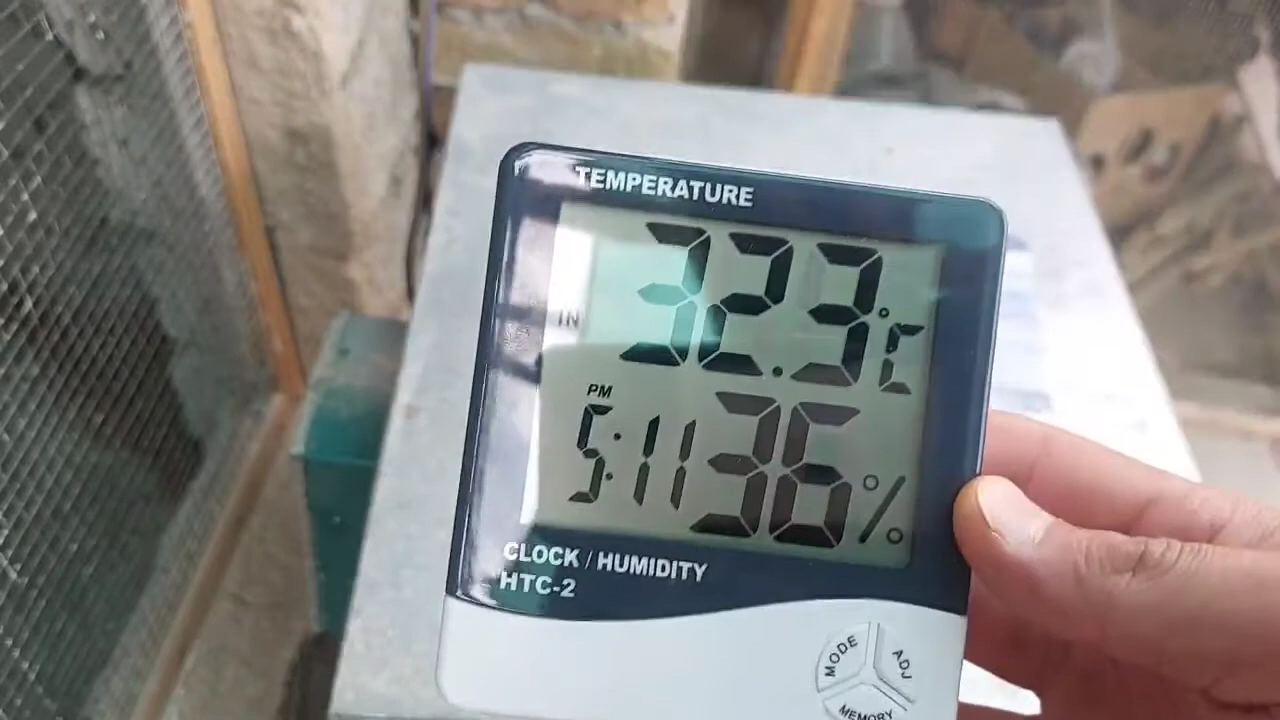 TEMPERATURE
IN 32.3°C
PM
5:11 36%
CLOCK / HUMIDITY
HTC-2
MODE ADJ
MEMORY